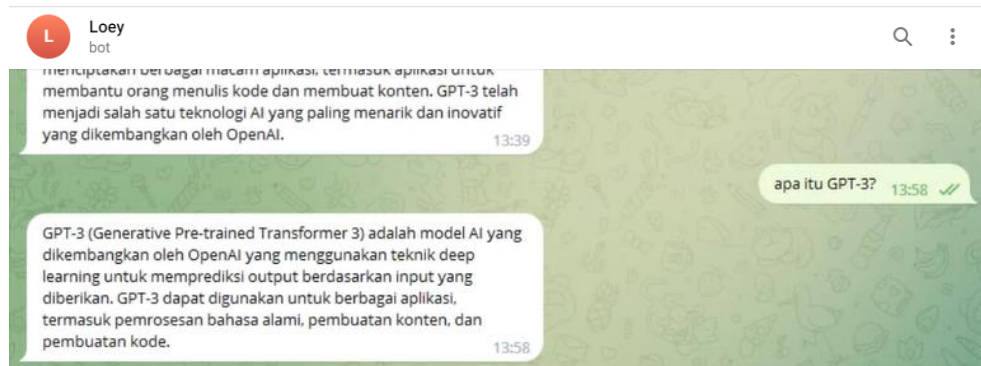 L
Loey
bot
menciptakan berbagai macam aplikasi, termasuk aplikasi untuk
membantu orang menulis kode dan membuat konten. GPT-3 telah
menjadi salah satu teknologi AI yang paling menarik dan inovatif
yang dikembangkan oleh OpenAI.
13:39
apa itu GPT-3? 13:58
GPT-3 (Generative Pre-trained Transformer 3) adalah model AI yang
dikembangkan oleh OpenAI yang menggunakan teknik deep
learning untuk memprediksi output berdasarkan input yang
diberikan. GPT-3 dapat digunakan untuk berbagai aplikasi,
termasuk pemrosesan bahasa alami, pembuatan konten, dan
pembuatan kode.
13:58